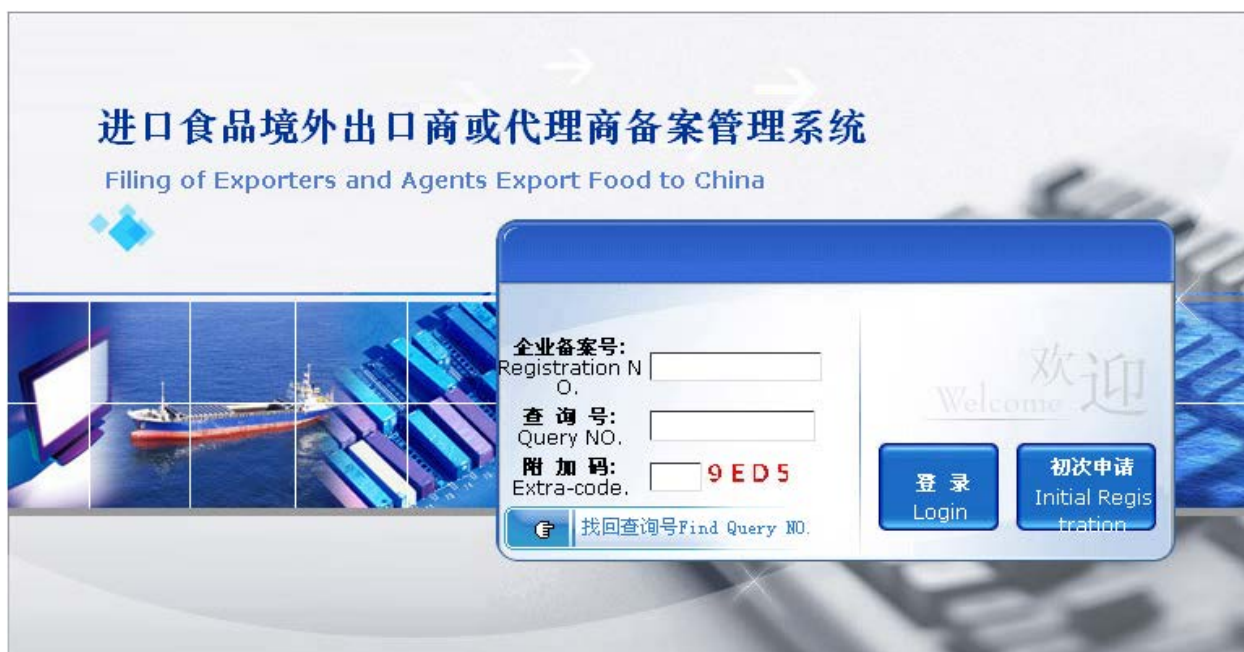 进口食品境外出口商或代理商备案管理系统
Filing of Exporters and Agents Export Food to China
企业备案号:
Registration N
O.
查 询 号:
Query NO.
附 加 码:
Extra-code.
9ED5
找回查询号Find Query NO.
欢迎
Welcome
登 录
Login
初次申请
Initial Regis
tration